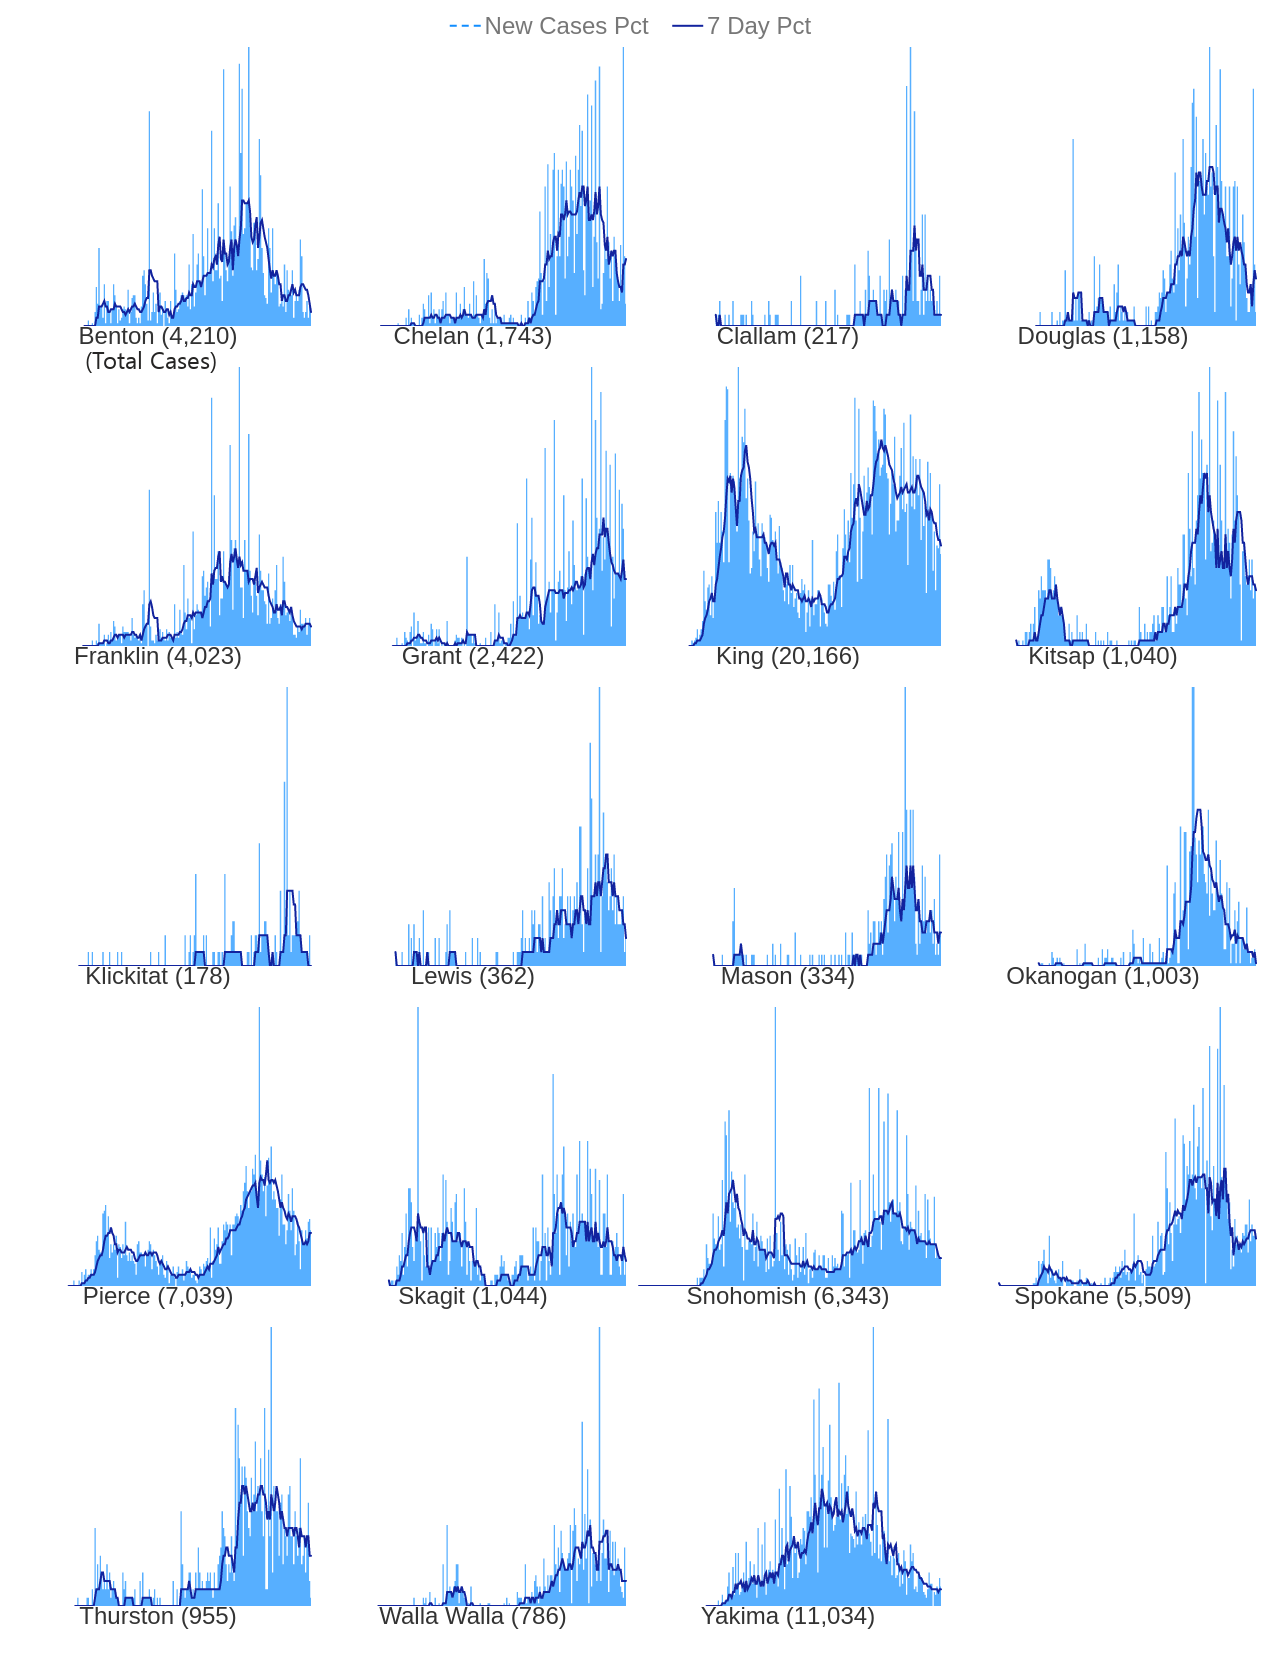 New Cases Pct 7 Day Pct
Benton (4,210) Chelan (1,743) Clallam (217) Douglas (1,158)
(Total Cases)
Franklin (4,023) Grant (2,422) King (20,166) Kitsap (1,040)
Klickitat (178) Lewis (362) Mason (334) Okanogan (1,003)
Pierce (7,039) Skagit (1,044) Snohomish (6,343) Spokane (5,509)
Thurston (955) Walla Walla (786) Yakima (11,034)